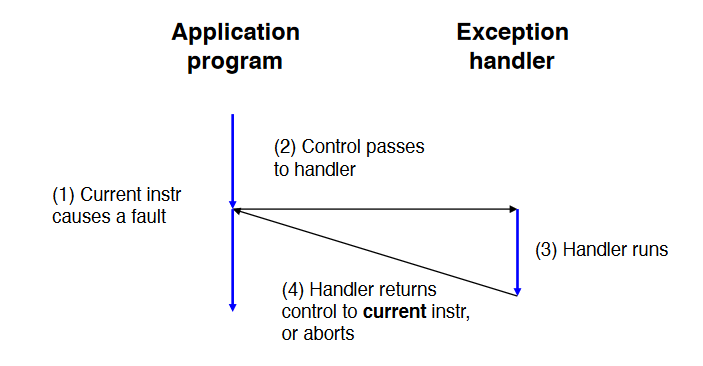 Application
program
Exception
handler
(2) Control passes
to handler
(1) Current instr
causes a fault
(3) Handler runs
(4) Handler returns
control to current instr,
or aborts